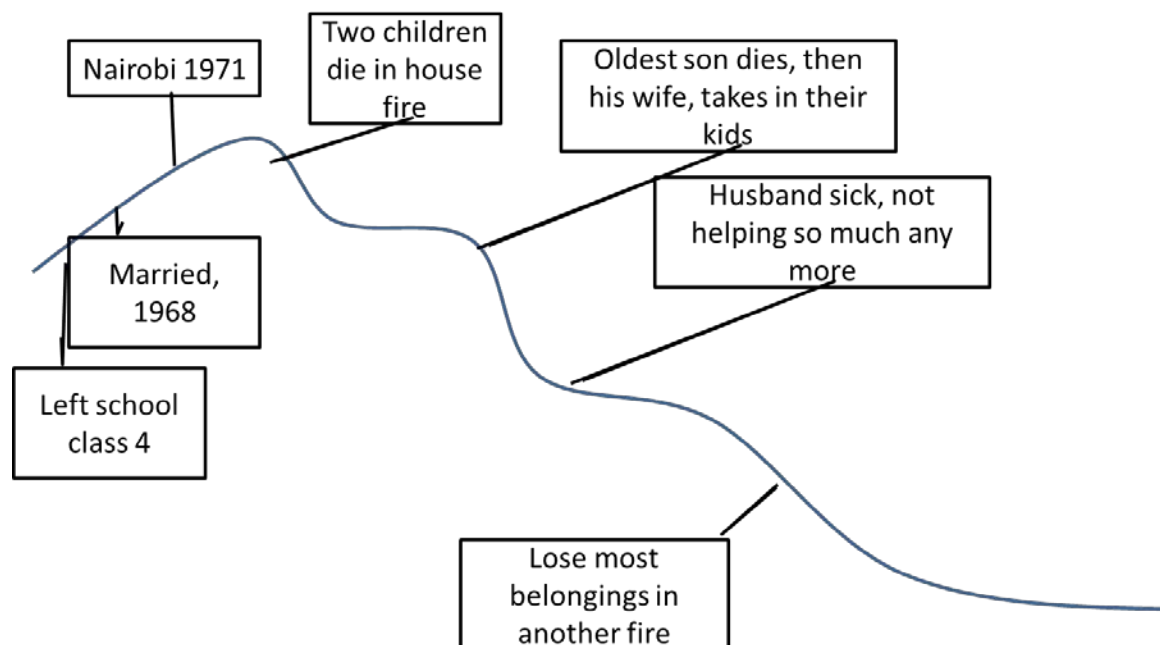 Nairobi 1971
Two children
die in house
fire
Oldest son dies, then
his wife, takes in their
kids
Husband sick, not
helping so much any
more
Married,
1968
Left school
class 4
Lose most
belongings in
another fire